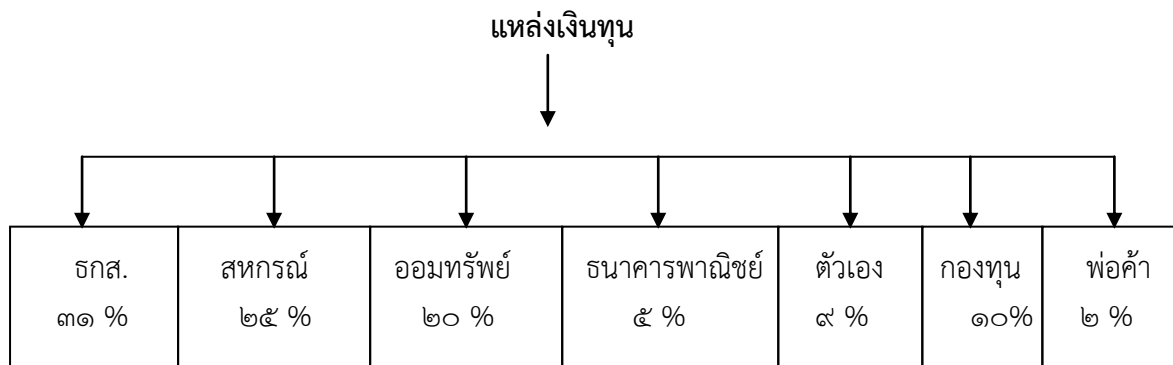 แหล่งเงินทุน
ธกส. สหกรณ์ ออมทรัพย์ ธนาคารพาณิชย์ ตัวเอง กองทุน พ่อค้า
๓๑ % ๒๕ % ๒๐ % ๕ % ๙ % ๑๐% ๒ %